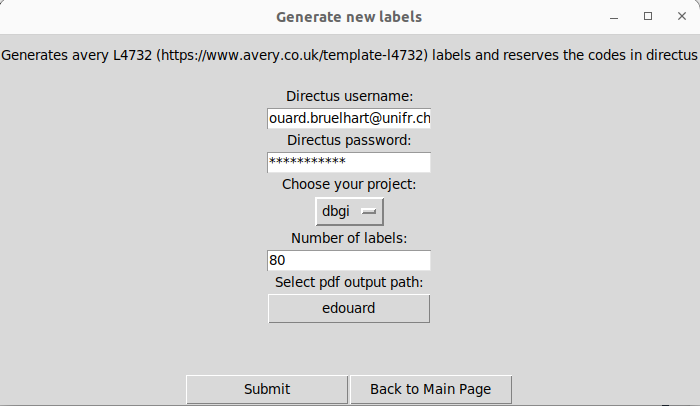 Generate new labels
Generates avery L4732 (https://www.avery.co.uk/template-l4732) labels and reserves the codes in directus
Directus username:
ouard.bruelhart@unifr.ch
Directus password:
***********
Choose your project:
dbgi
Number of labels:
80
Select pdf output path:
edouard
Submit
Back to Main Page